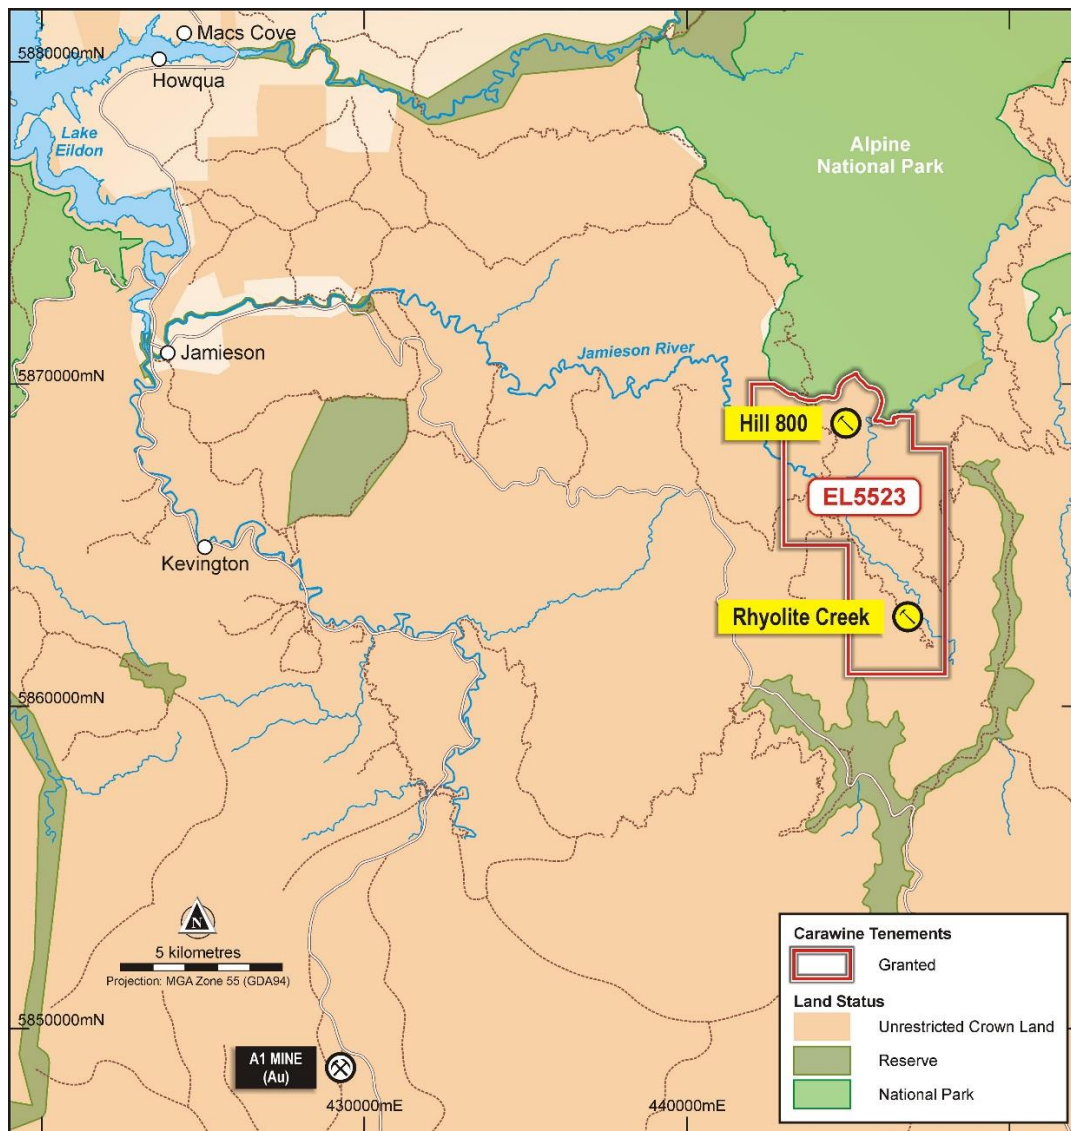 Macs Cove
5880000mN
Howqua
Lake
Eildon
Alpine
National Park
Jamieson
Jamieson River
5870000mN
Hill 800
EL5523
Kevington
Rhyolite Creek
5860000mN
N
5 kilometres
Projection: MGA Zone 55 (GDA94)
5850000mN
A1 MINE
(Au)
430000mE
440000mE
Carawine Tenements
Granted
Land Status
Unrestricted Crown Land
Reserve
National Park